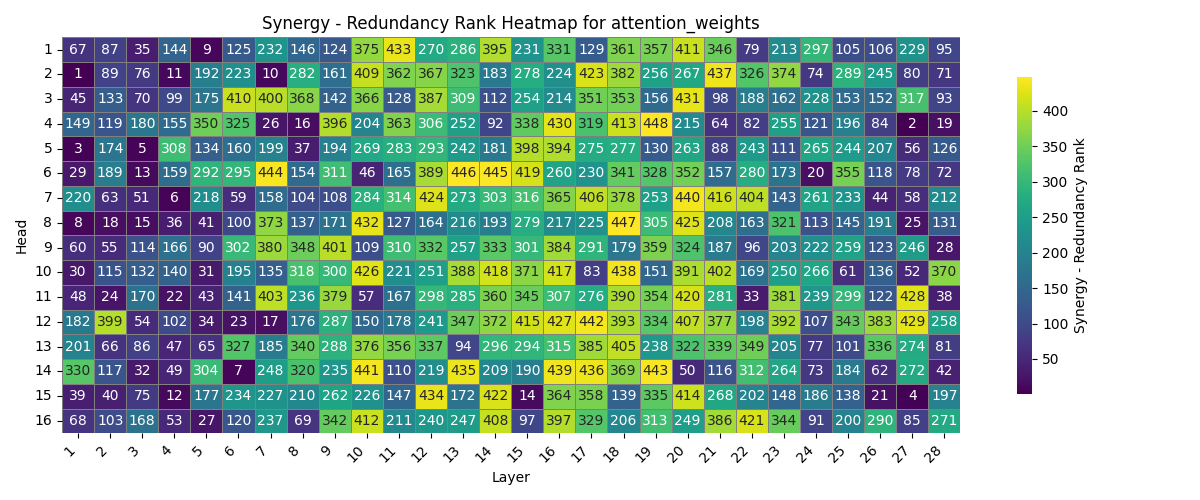 Synergy - Redundancy Rank Heatmap for attention_weights
1 67 87 35 144 9 125 232 146 124 375 433 270 286 395 231 331 129 361 357 411 346 79 213 297 105 106 229 95
2 1 89 76 11 192 223 10 282 161 409 362 367 323 183 278 224 423 382 256 267 437 326 374 74 289 245 80 71
3 45 133 70 99 175 410 400 368 142 366 128 387 309 112 254 214 351 353 156 431 98 188 162 228 153 152 317 93
4 149 119 180 155 350 325 26 16 396 204 363 306 252 92 338 430 319 413 448 215 64 82 255 121 196 84 2 19
5 3 174 5 308 134 160 199 37 194 269 283 293 242 181 398 394 275 277 130 263 88 243 111 265 244 207 56 126
6 29 189 13 159 292 295 444 154 311 46 165 389 446 445 419 260 230 341 328 352 157 280 173 20 355 118 78 72
7 220 63 51 6 218 59 158 104 108 284 314 424 273 303 316 365 406 378 253 440 416 404 143 261 233 44 58 212
8 8 18 15 36 41 100 373 137 171 432 127 164 216 193 279 217 225 447 305 425 208 163 321 113 145 191 25 131
9 60 55 114 166 90 302 380 348 401 109 310 332 257 333 301 384 291 179 359 324 187 96 203 222 259 123 246 28
10 30 115 132 140 31 195 135 318 300 426 221 251 388 418 371 417 83 438 151 391 402 169 250 266 61 136 52 370
11 48 24 170 22 43 141 403 236 379 57 167 298 285 360 345 307 276 390 354 420 281 33 381 239 299 122 428 38
12 182 399 54 102 34 23 17 176 287 150 178 241 347 372 415 427 442 393 334 407 377 198 392 107 343 383 429 258
13 201 66 86 47 65 327 185 340 288 376 356 337 94 296 294 315 385 405 238 322 339 349 205 77 101 336 274 81
14 330 117 32 49 304 7 248 320 235 441 110 219 435 209 190 439 436 369 443 50 116 312 264 73 184 62 272 42
15 39 40 75 12 177 234 227 210 262 226 147 434 172 422 14 364 358 139 335 414 268 202 148 186 138 21 4 197
16 68 103 168 53 27 120 237 69 342 412 211 240 247 408 97 397 329 206 313 249 386 421 344 91 200 290 85 271
1 2 3 4 5 6 7 8 9 10 11 12 13 14 15 16 17 18 19 20 21 22 23 24 25 26 27 28
Layer
Head
400
350
300
250
200
150
100
50
Synergy - Redundancy Rank